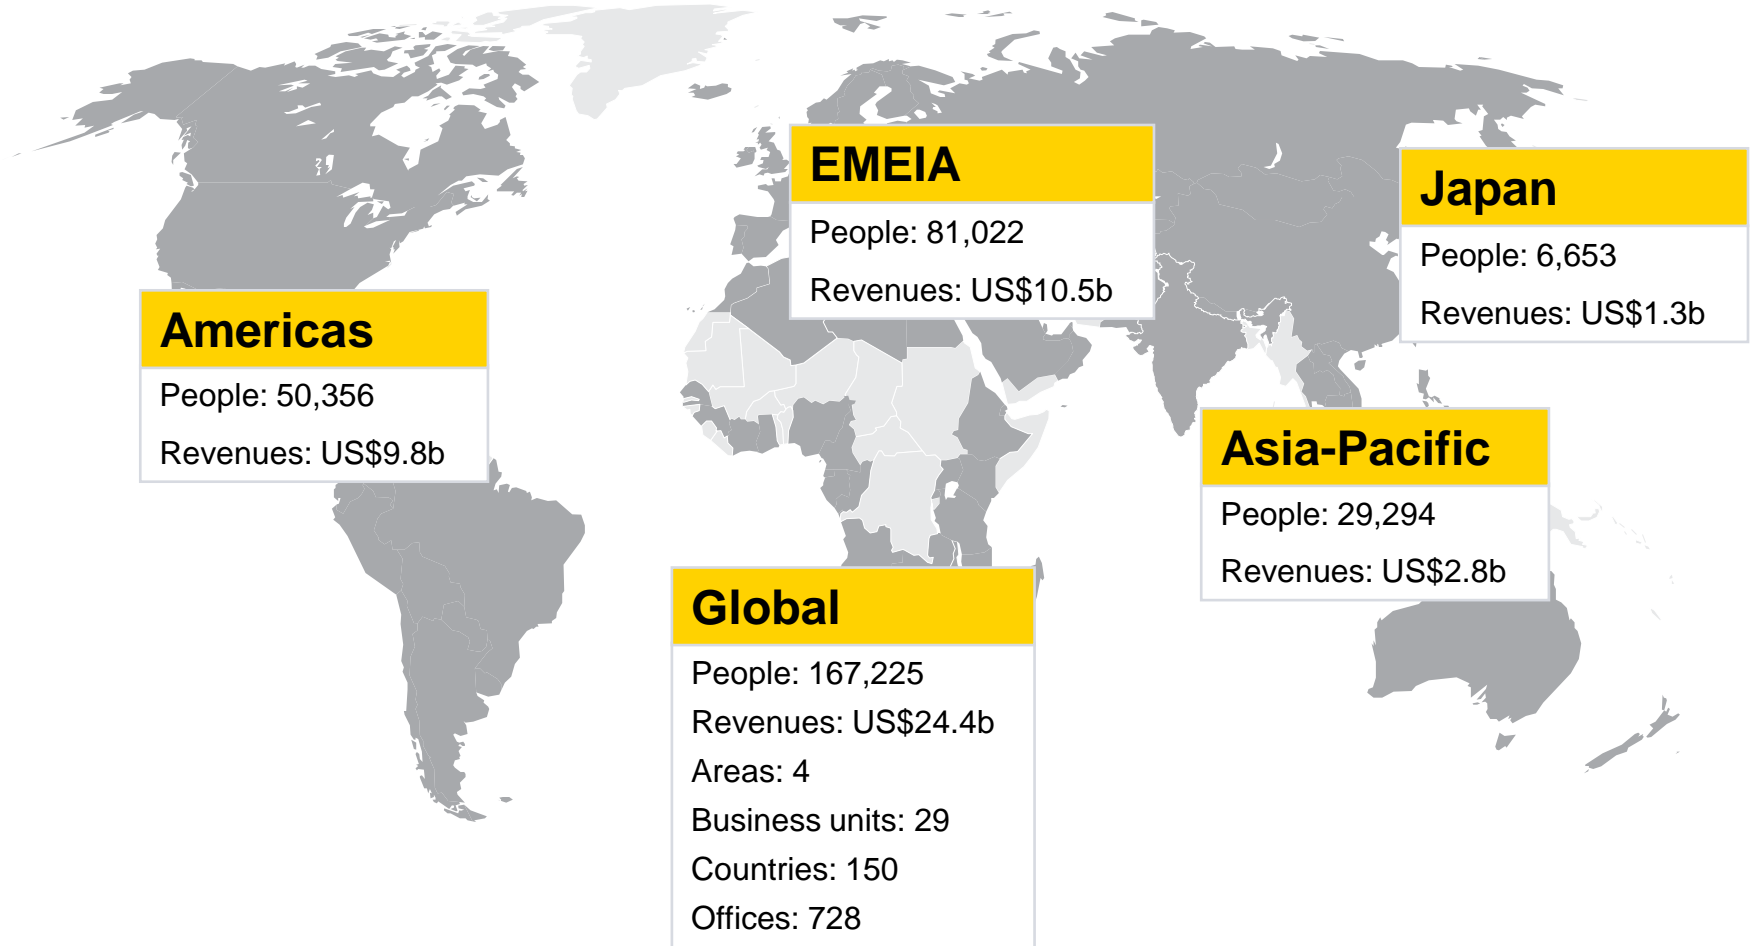 EMEIA
People: 81,022
Revenues: US$10.5b
Japan
People: 6,653
Revenues: US$1.3b
Americas
People: 50,356
Revenues: US$9.8b
Asia-Pacific
People: 29,294
Revenues: US$2.8b
Global
People: 167,225
Revenues: US$24.4b
Areas: 4
Business units: 29
Countries: 150
Offices: 728